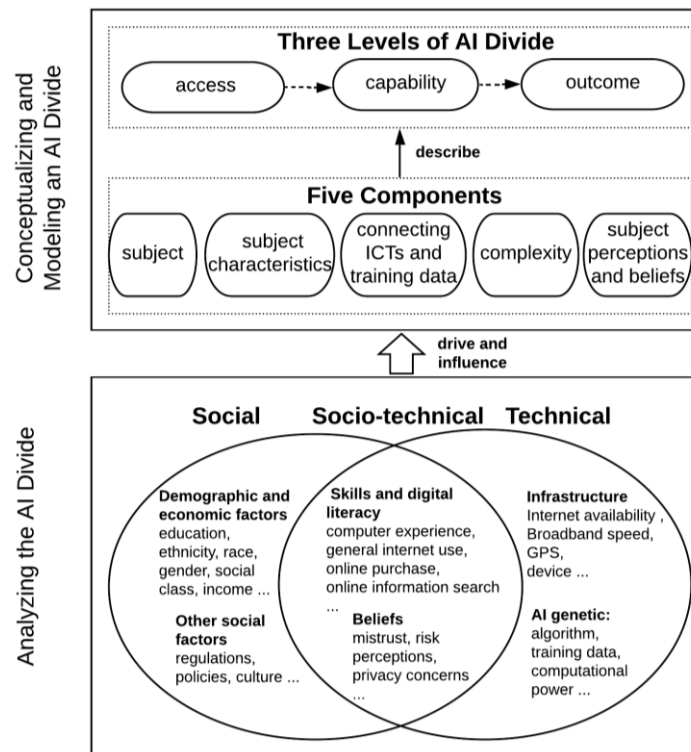 Conceptualizing and
Modeling an AI Divide
Three Levels of AI Divide
access
capability
outcome
describe
Five Components
subject
subject
characteristics
connecting
ICTs and
training data
complexity
subject
perceptions
and beliefs
drive and
influence
Analyzing the AI Divide
Social
Socio-technical
Technical
Demographic and
economic factors
education,
ethnicity, race,
gender, social
class, income ...
Other social
factors
regulations,
policies, culture ...
Skills and digital
literacy
computer experience,
general internet use,
online purchase,
online information search
...
Beliefs
mistrust, risk
perceptions,
privacy concerns
...
Infrastructure
Internet availability ,
Broadband speed,
GPS,
device ...
AI genetic:
algorithm,
training data,
computational
power ...